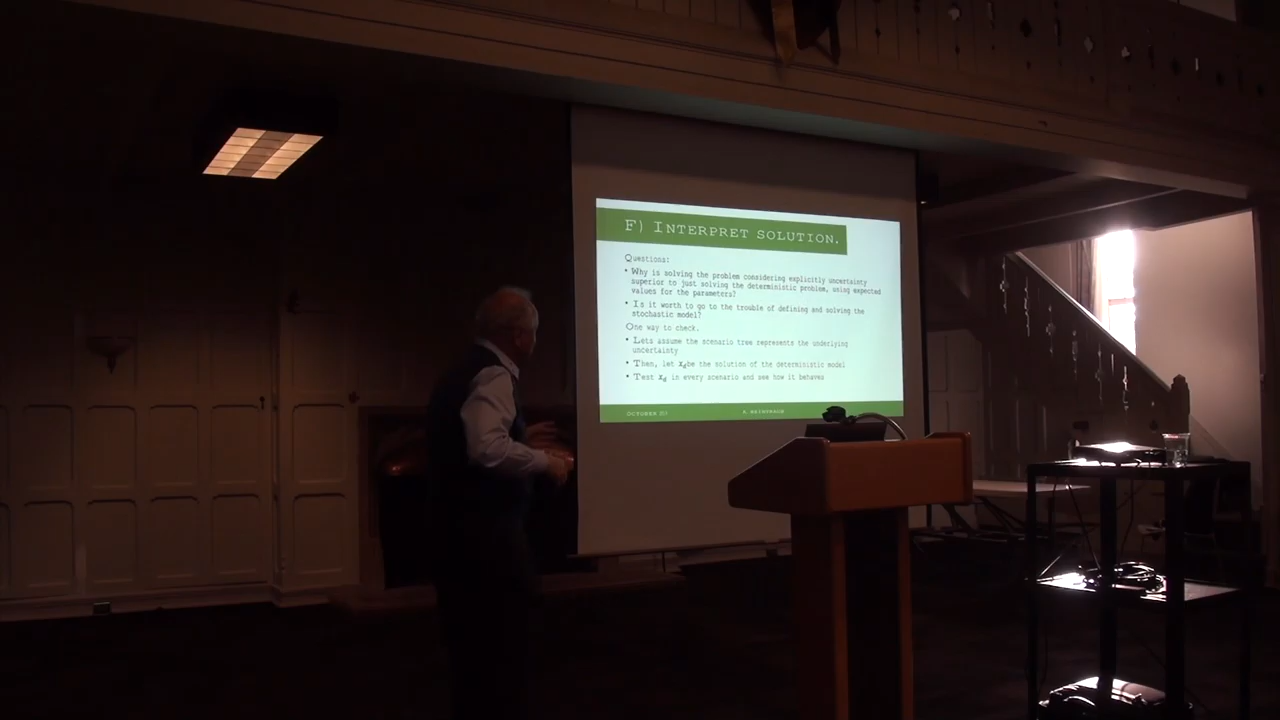 F) INTERPRET SOLUTION.
Questions:
• Why is solving the problem considering explicitly uncertainty
superior to just solving the deterministic problem, using expected
values for the parameters?
• Is it worth to go to the trouble of defining and solving the
stochastic model?
One way to check.
• Lets assume the scenario tree represents the underlying
uncertainty
• Then, let x_d be the solution of the deterministic model
• Test x_d in every scenario and see how it behaves
OCTOBER
A. WEINTRAUB